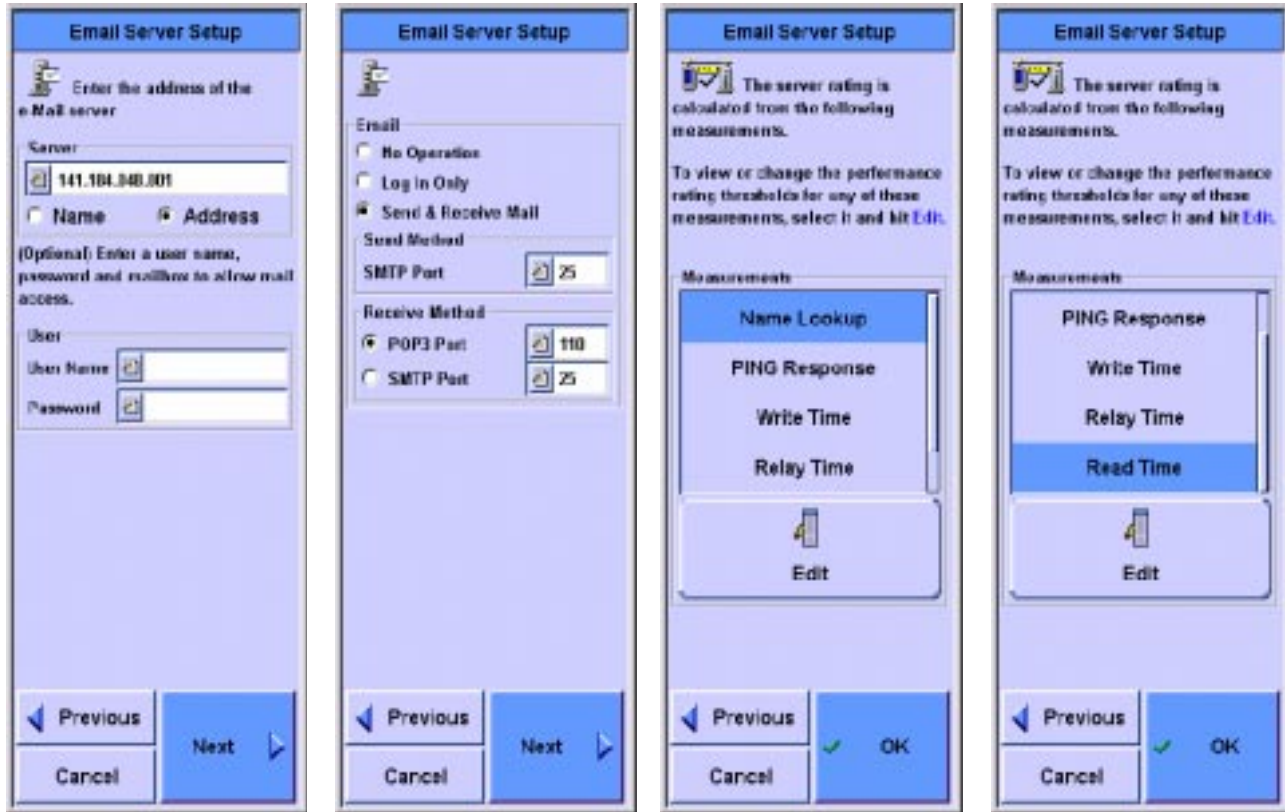 Email Server Setup
Enter the address of the
e-Mail server
Server
141.184.048.001
Name
Address
(Optional) Enter a user name,
password and mailbox to allow mail
access.
User
User Name
Password
Previous
Cancel
Next
Email Server Setup
Email
No Operation
Log In Only
Send & Receive Mail
Send Method
SMTP Port
25
Receive Method
POP3 Port
110
SMTP Port
25
Previous
Cancel
Next
Email Server Setup
The server rating is
calculated from the following
measurements.
To view or change the performance
rating thresholds for any of these
measurements, select it and hit Edit.
Measurements
Name Lookup
PING Response
Write Time
Relay Time
Edit
Previous
Cancel
OK
Email Server Setup
The server rating is
calculated from the following
measurements.
To view or change the performance
rating thresholds for any of these
measurements, select it and hit Edit.
Measurements
PING Response
Write Time
Relay Time
Read Time
Edit
Previous
Cancel
OK